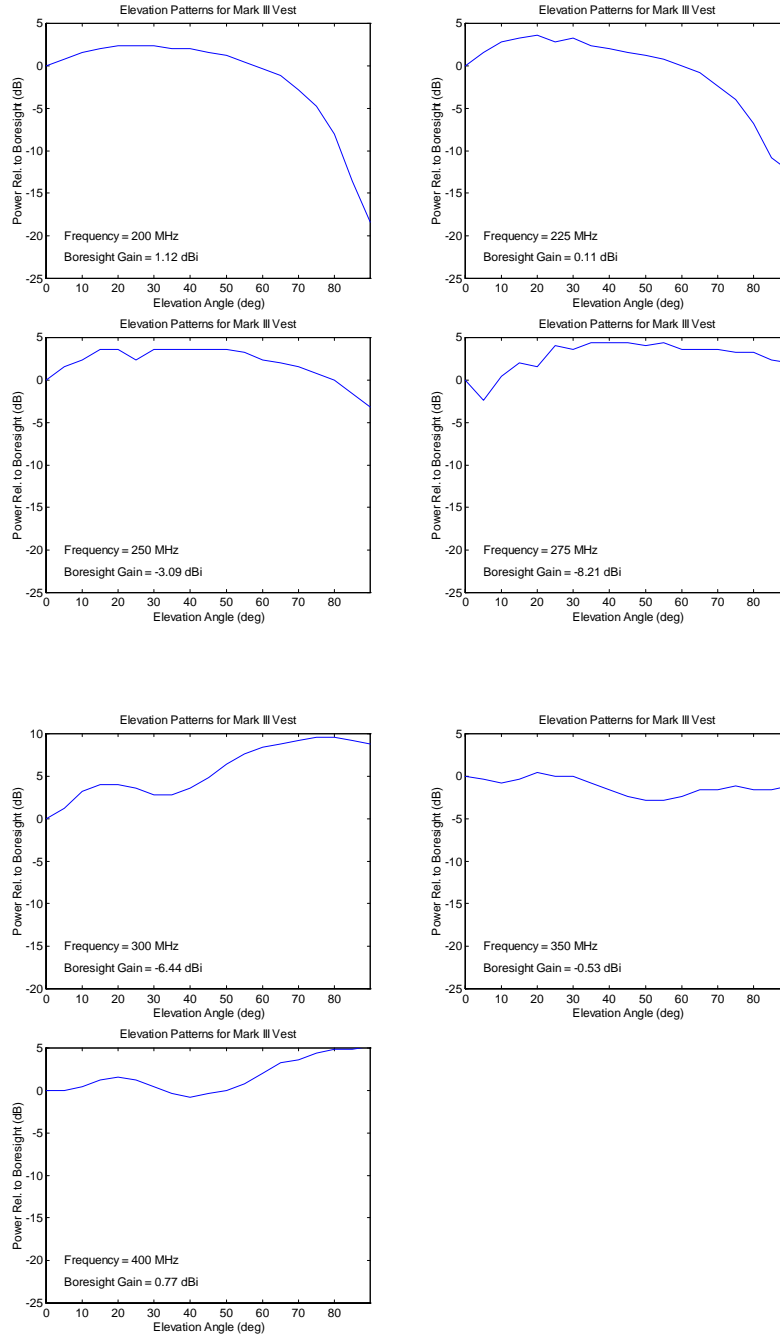 Elevation Patterns for Mark III Vest
5
0
-5
-10
-15
-20
-25
Power Rel. to Boresight (dB)
Frequency = 200 MHz
Boresight Gain = 1.12 dBi
0 10 20 30 40 50 60 70 80
Elevation Angle (deg)
Elevation Patterns for Mark III Vest
5
0
-5
-10
-15
-20
-25
Power Rel. to Boresight (dB)
Frequency = 225 MHz
Boresight Gain = 0.11 dBi
0 10 20 30 40 50 60 70 80
Elevation Angle (deg)
Elevation Patterns for Mark III Vest
5
0
-5
-10
-15
-20
-25
Power Rel. to Boresight (dB)
Frequency = 250 MHz
Boresight Gain = -3.09 dBi
0 10 20 30 40 50 60 70 80
Elevation Angle (deg)
Elevation Patterns for Mark III Vest
5
0
-5
-10
-15
-20
-25
Power Rel. to Boresight (dB)
Frequency = 275 MHz
Boresight Gain = -8.21 dBi
0 10 20 30 40 50 60 70 80
Elevation Angle (deg)
Elevation Patterns for Mark III Vest
10
5
0
-5
-10
-15
-20
Power Rel. to Boresight (dB)
Frequency = 300 MHz
Boresight Gain = -6.44 dBi
0 10 20 30 40 50 60 70 80
Elevation Angle (deg)
Elevation Patterns for Mark III Vest
5
0
-5
-10
-15
-20
-25
Power Rel. to Boresight (dB)
Frequency = 350 MHz
Boresight Gain = -0.53 dBi
0 10 20 30 40 50 60 70 80
Elevation Angle (deg)
Elevation Patterns for Mark III Vest
5
0
-5
-10
-15
-20
-25
Power Rel. to Boresight (dB)
Frequency = 400 MHz
Boresight Gain = 0.77 dBi
0 10 20 30 40 50 60 70 80
Elevation Angle (deg)